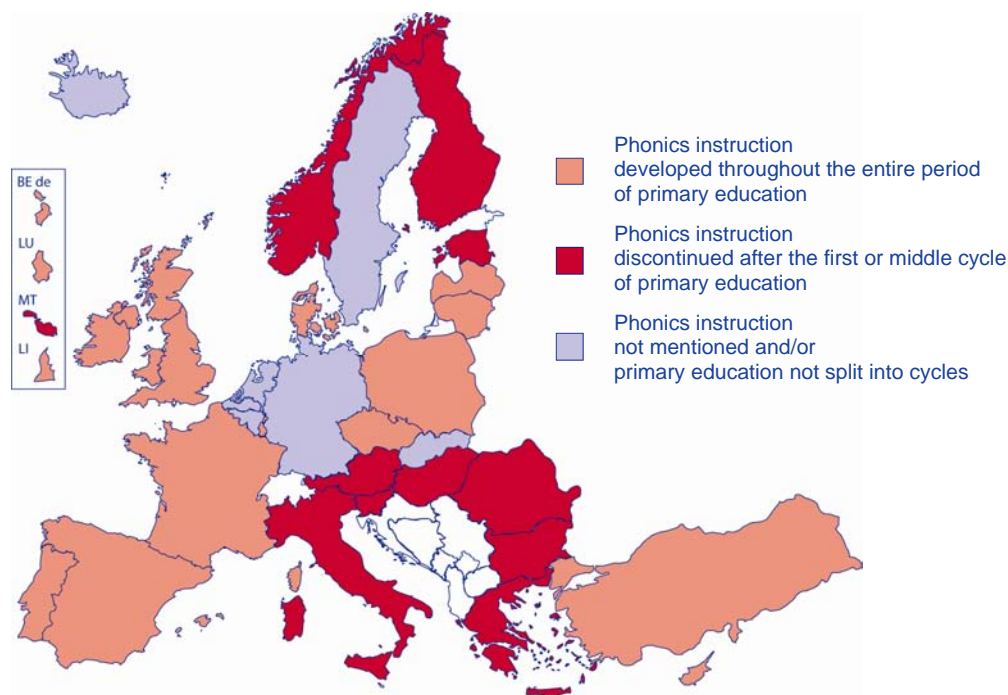 BE de
LU
MT
LI
Phonics instruction
developed throughout the entire period
of primary education
Phonics instruction
discontinued after the first or middle cycle
of primary education
Phonics instruction
not mentioned and/or
primary education not split into cycles